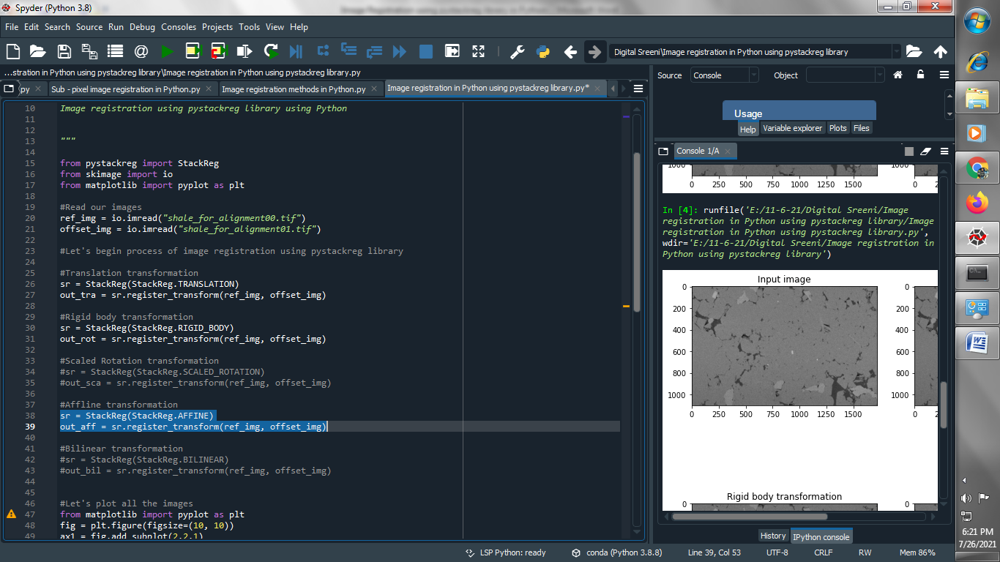 Spyder (Python 3.8)
File Edit Search Source Run Debug Consoles Projects Tools View Help
Digital Sreeni\Image registration in Python using pystackreg library
...stration in Python using pystackreg library\Image registration in Python using pystackreg library.py
py
Sub - pixel image registration in Python.py
Image registration methods in Python.py
Image registration in Python using pystackreg library.py*
10 Image registration using pystackreg library using Python
11
12
13 """
14
15 from pystackreg import StackReg
16 from skimage import io
17 from matplotlib import pyplot as plt
18
19 #Read our images
20 ref_img = io.imread("shale_for_alignment00.tif")
21 offset_img = io.imread("shale_for_alignment01.tif")
22
23 #Let's begin process of image registration using pystackreg library
24
25 #Translation transformation
26 sr = StackReg(StackReg.TRANSLATION)
27 out_tra = sr.register_transform(ref_img, offset_img)
28
29 #Rigid body transformation
30 sr = StackReg(StackReg.RIGID_BODY)
31 out_rot = sr.register_transform(ref_img, offset_img)
32
33 #Scaled Rotation transformation
34 #sr = StackReg(StackReg.SCALED_ROTATION)
35 #out_sca = sr.register_transform(ref_img, offset_img)
36
37 #Affline transformation
38 sr = StackReg(StackReg.AFFINE)
39 out_aff = sr.register_transform(ref_img, offset_img)
40
41 #Bilinear transformation
42 #sr = StackReg(StackReg.BILINEAR)
43 #out_bil = sr.register_transform(ref_img, offset_img)
44
45
46 #Let's plot all the images
47 from matplotlib import pyplot as plt
48 fig = plt.figure(figsize=(10, 10))
49 ax1 = fig.add_subplot(2,2,1)
Source Console Object
Usage
Help Variable explorer Plots Files
Console 1/A
1000 1000
0 250 500 750 1000 1250 1500
In [4]: runfile('E:/11-6-21/Digital Sreeni/Image
registration in Python using pystackreg library/Image
registration in Python using pystackreg library.py',
wdir='E:/11-6-21/Digital Sreeni/Image registration in
Python using pystackreg library')
Input image
0 0
200 200
400 400
600 600
800 800
1000 1000
0 250 500 750 1000 1250 1500
Rigid body transformation
0 0
History IPython console
LSP Python: ready conda (Python 3.8.8) Line 39, Col 53 UTF-8 CRLF RW Mem 86%
6:21 PM
7/26/2021